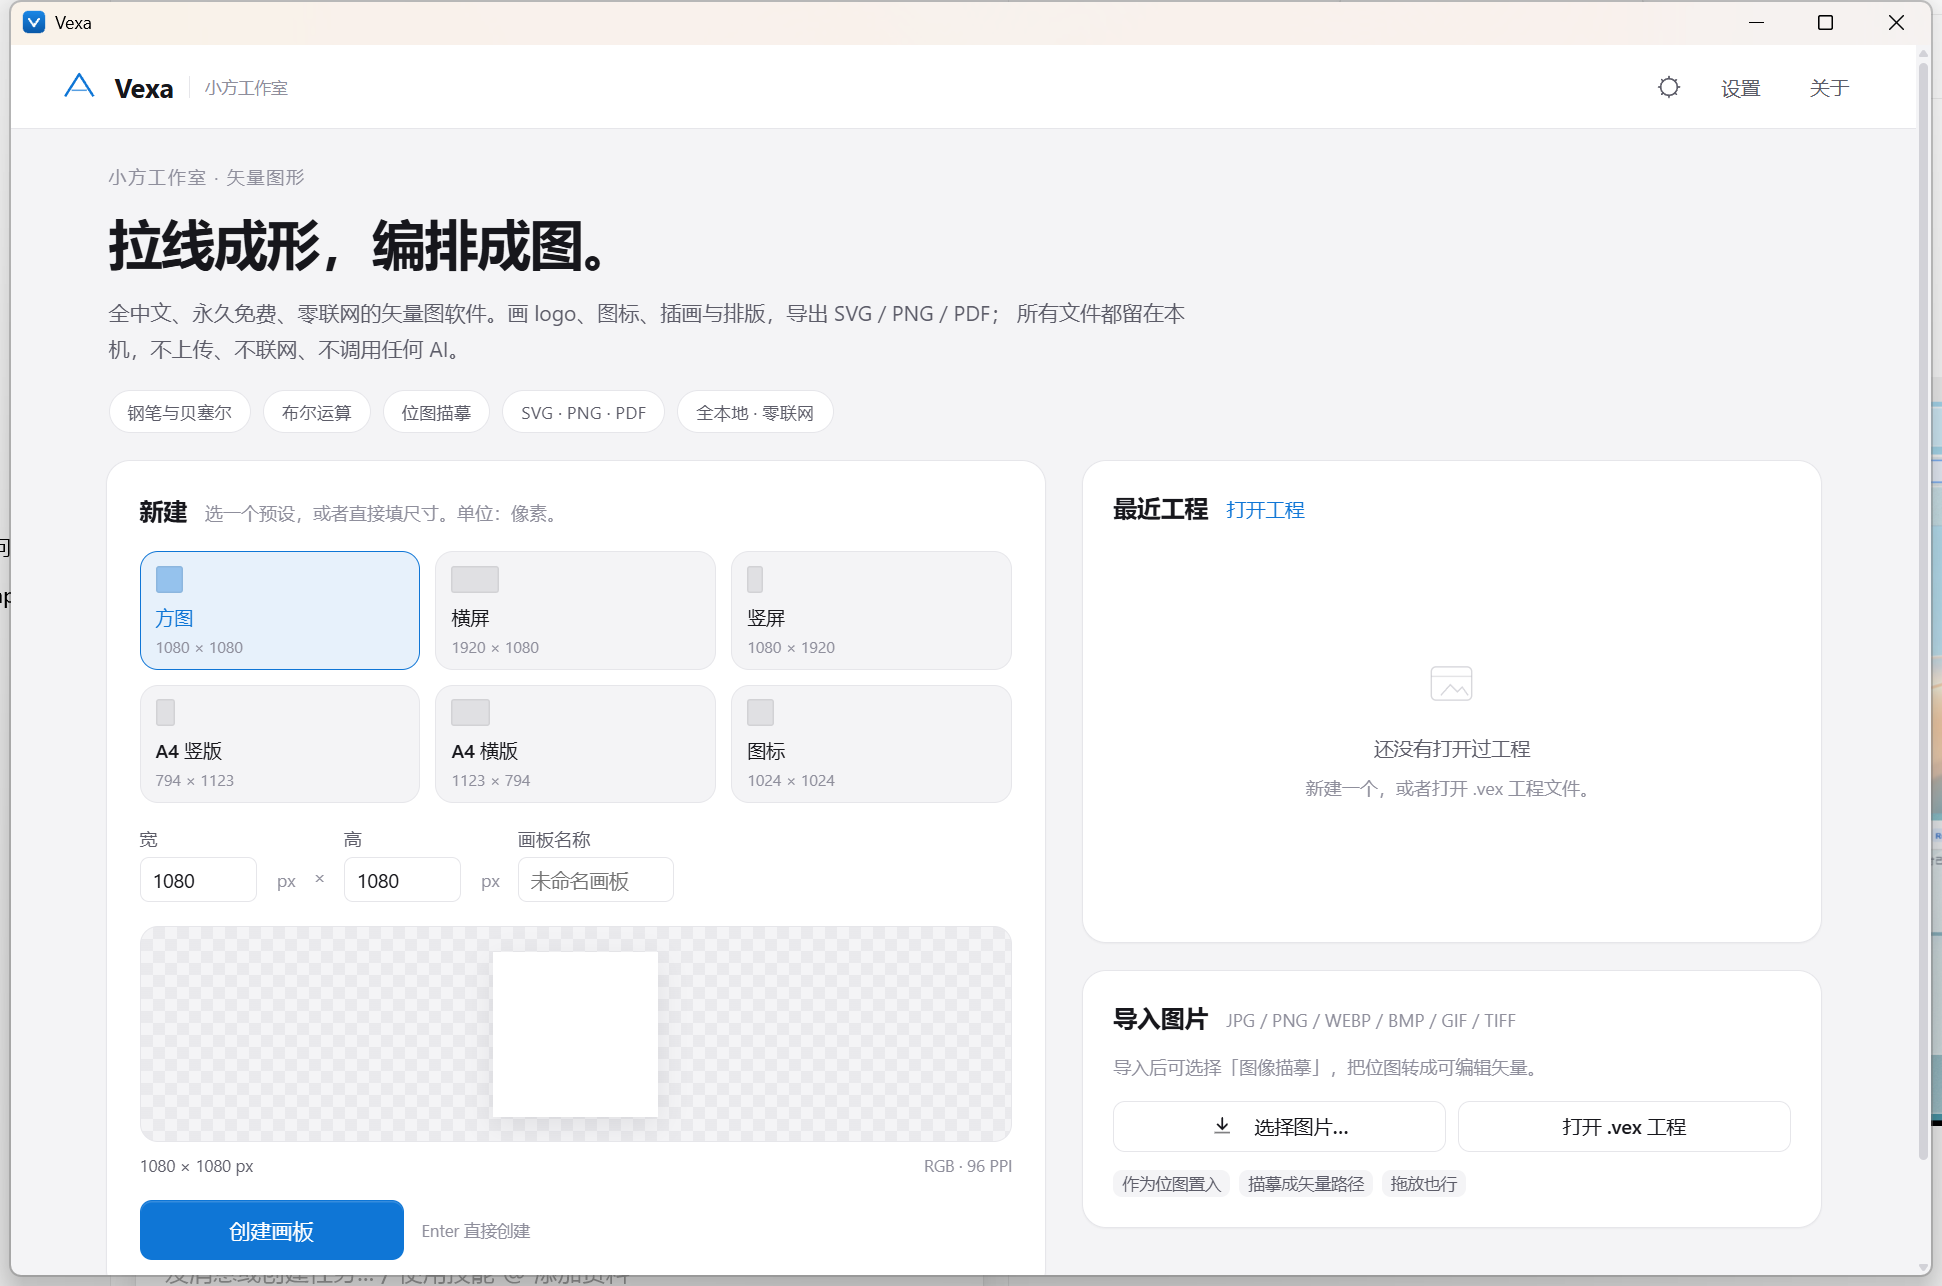 Vexa
Vexa
小方工作室
设置
关于
小方工作室 · 矢量图形
拉线成形，编排成图。
全中文、永久免费、零联网的矢量图软件。画 logo、图标、插画与排版，导出 SVG / PNG / PDF； 所有文件都留在本
机，不上传、不联网、不调用任何 AI。
钢笔与贝塞尔
布尔运算
位图描摹
SVG · PNG · PDF
全本地 · 零联网
新建 选一个预设，或者直接填尺寸。单位：像素。
方图
1080 × 1080
横屏
1920 × 1080
竖屏
1080 × 1920
A4 竖版
794 × 1123
A4 横版
1123 × 794
图标
1024 × 1024
宽
高
画板名称
1080
px
×
1080
px
未命名画板
1080 × 1080 px
RGB · 96 PPI
创建画板
Enter 直接创建
最近工程 打开工程
还没有打开过工程
新建一个，或者打开 .vex 工程文件。
导入图片 JPG / PNG / WEBP / BMP / GIF / TIFF
导入后可选择「图像描摹」，把位图转成可编辑矢量。
选择图片...
打开 .vex 工程
作为位图置入
描摹成矢量路径
拖放也行